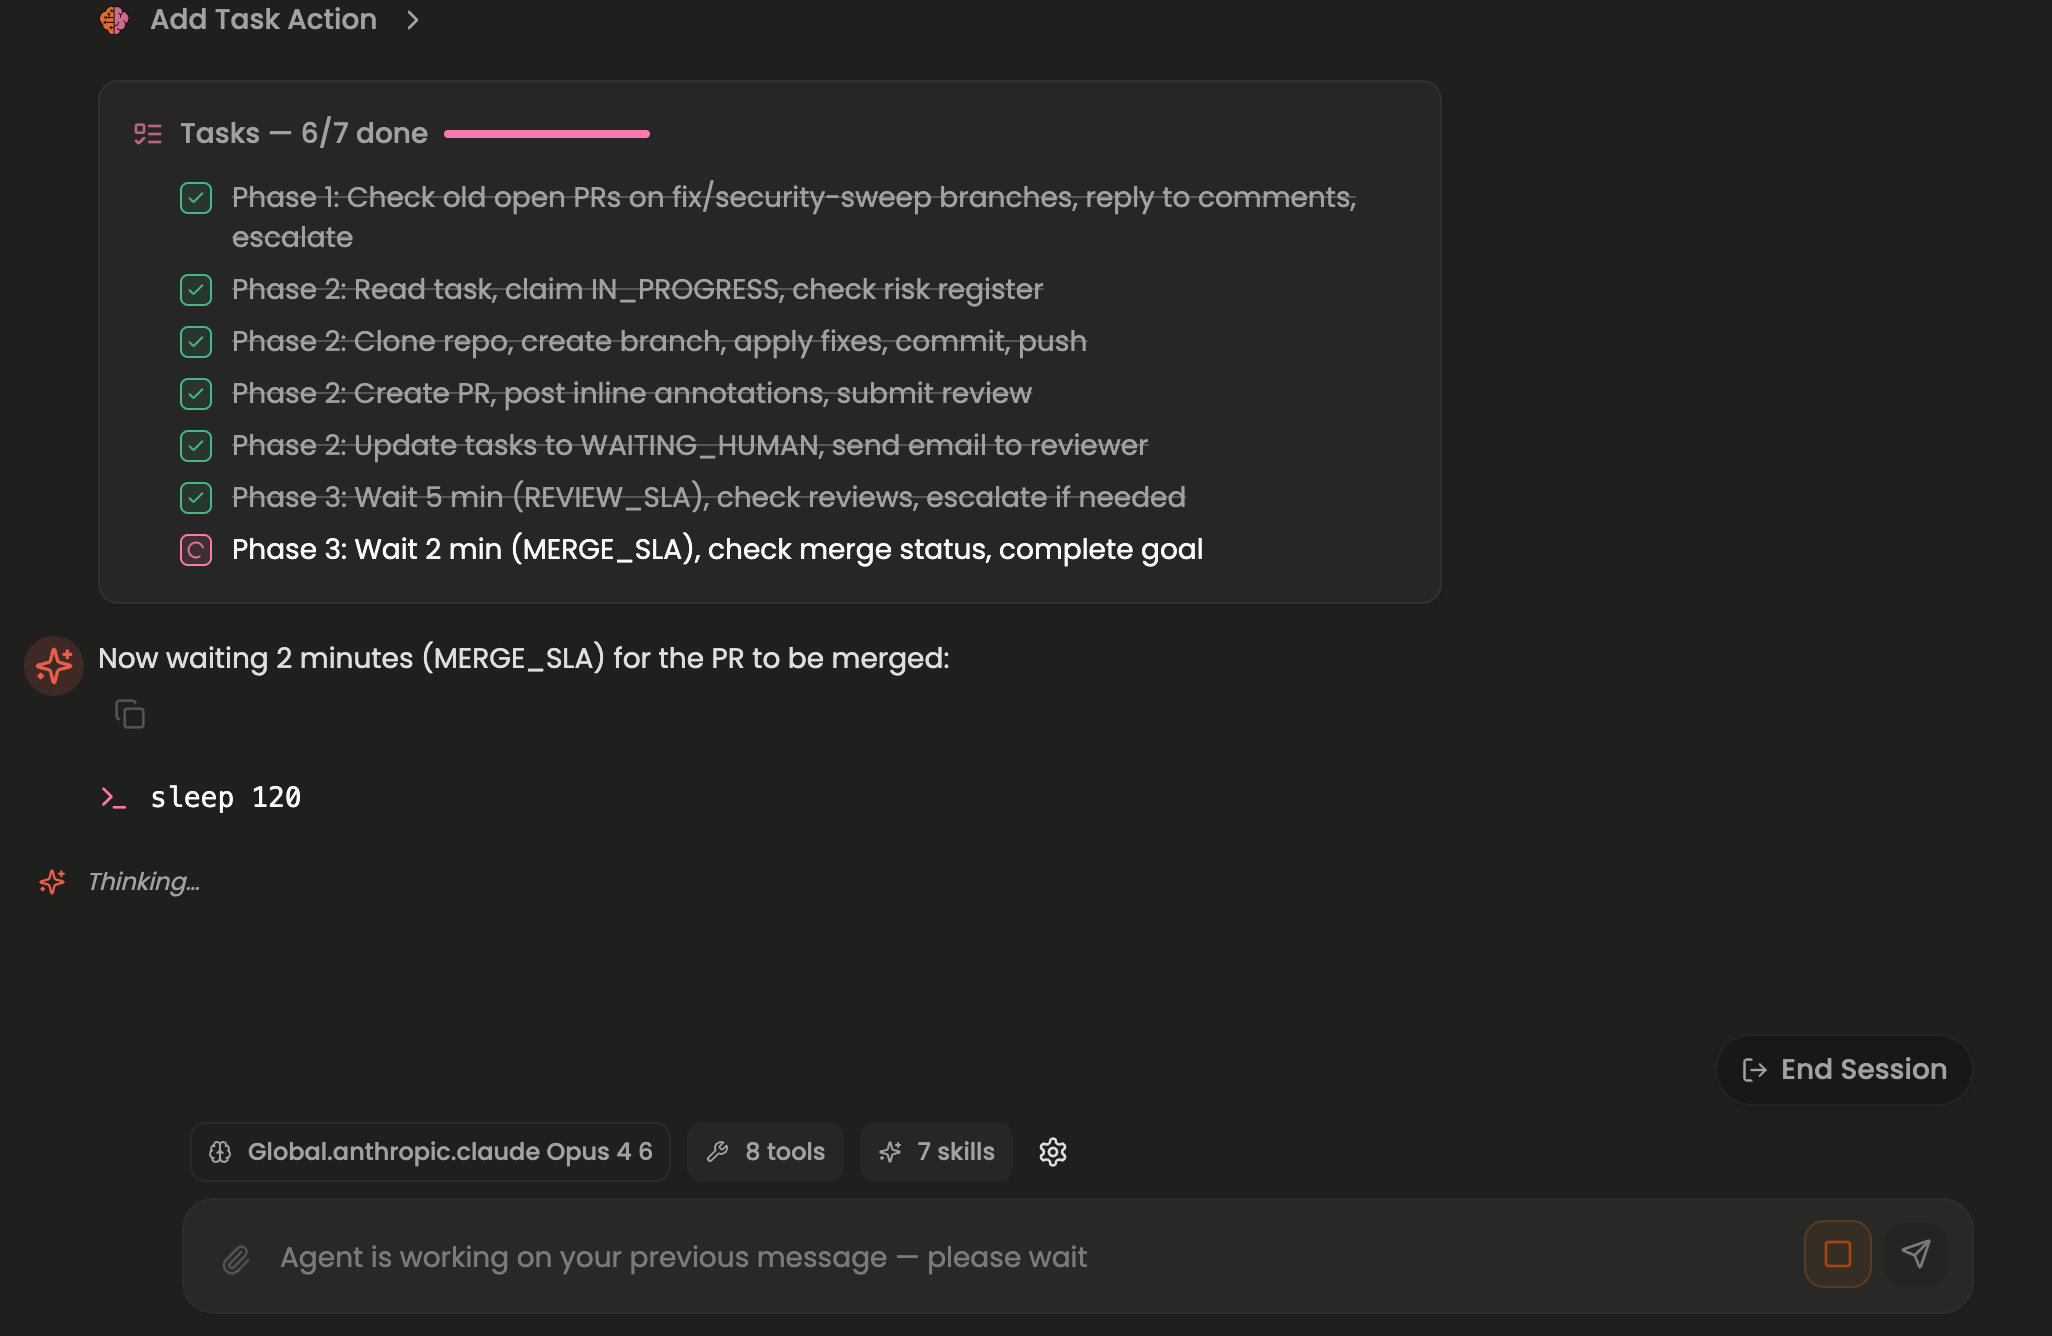 Add Task Action
Tasks — 6/7 done
Phase 1: Check old open PRs on fix/security-sweep branches, reply to comments,
escalate
Phase 2: Read task, claim IN_PROGRESS, check risk register
Phase 2: Clone repo, create branch, apply fixes, commit, push
Phase 2: Create PR, post inline annotations, submit review
Phase 2: Update tasks to WAITING_HUMAN, send email to reviewer
Phase 3: Wait 5 min (REVIEW_SLA), check reviews, escalate if needed
Phase 3: Wait 2 min (MERGE_SLA), check merge status, complete goal
Now waiting 2 minutes (MERGE_SLA) for the PR to be merged:
sleep 120
Thinking...
End Session
Global.anthropic.claude Opus 4 6
8 tools
7 skills
Agent is working on your previous message — please wait